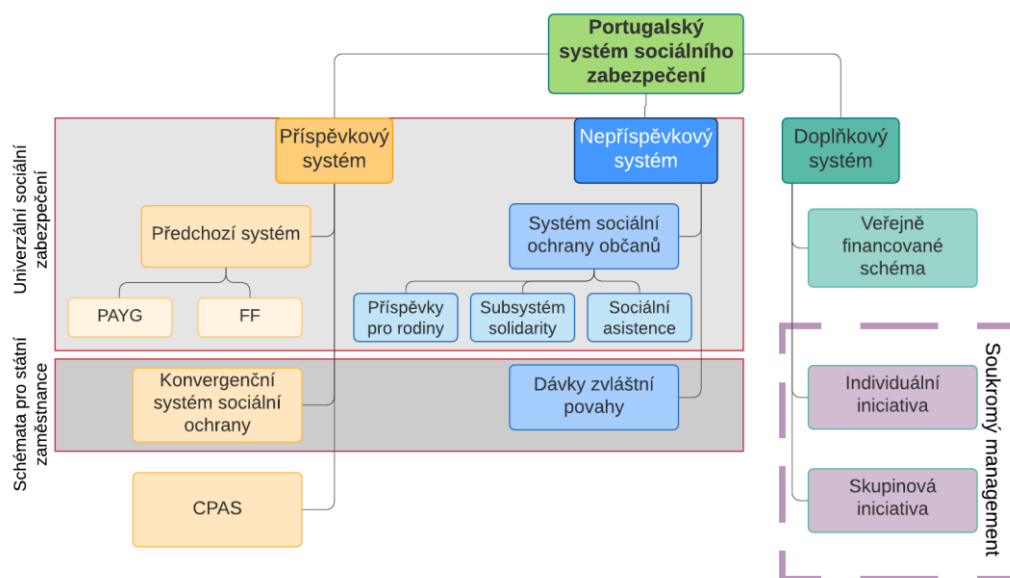 Portugalský
systém sociálního
zabezpečení
Příspěvkový
systém
Nepříspěvkový
systém
Doplňkový
systém
Univerzální sociální
zabezpečení
Předchozí systém
Systém sociální
ochrany občanů
Veřejně
financované
schéma
PAYG
FF
Příspěvky
pro rodiny
Subsystém
solidarity
Sociální
asistence
Schémata pro státní
zaměstnance
Konvergenční
systém sociální
ochrany
Dávky zvláštní
povahy
Individuální
iniciativa
Soukromý management
CPAS
Skupinová
iniciativa